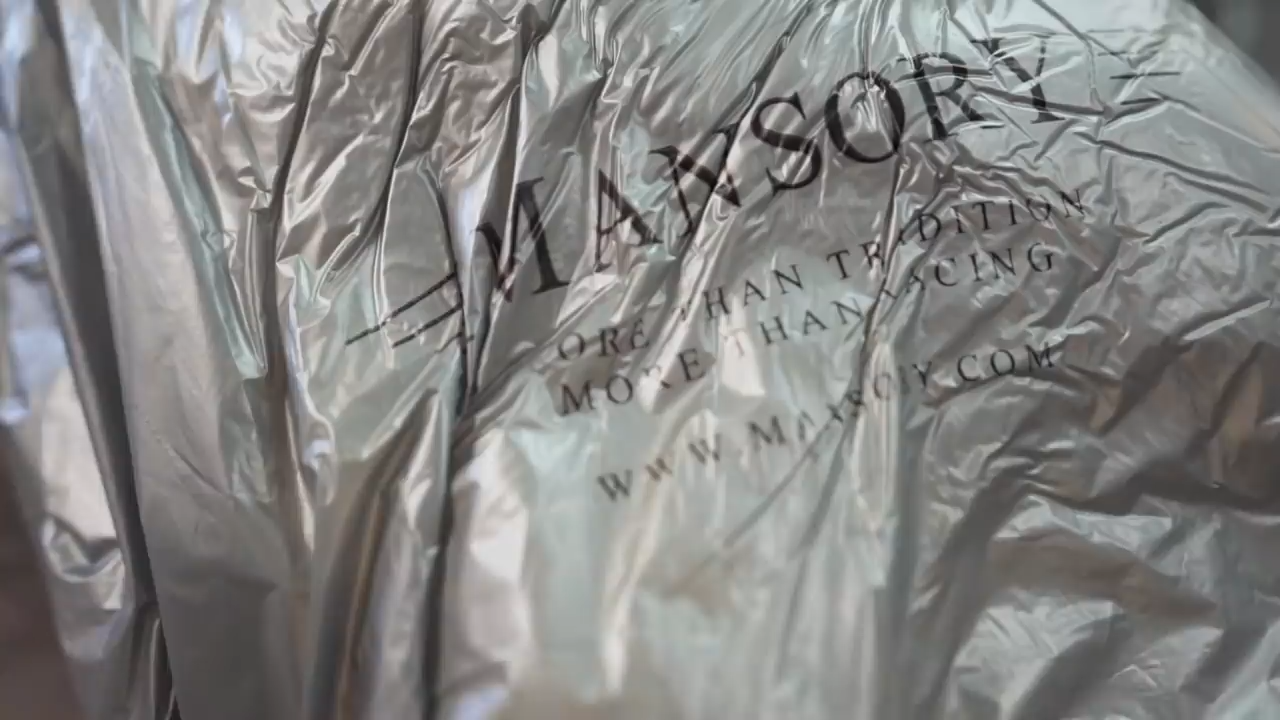 =MANSORY=
MORE THAN TRADITION
MORE THAN RACING
WWW.MANSORY.COM